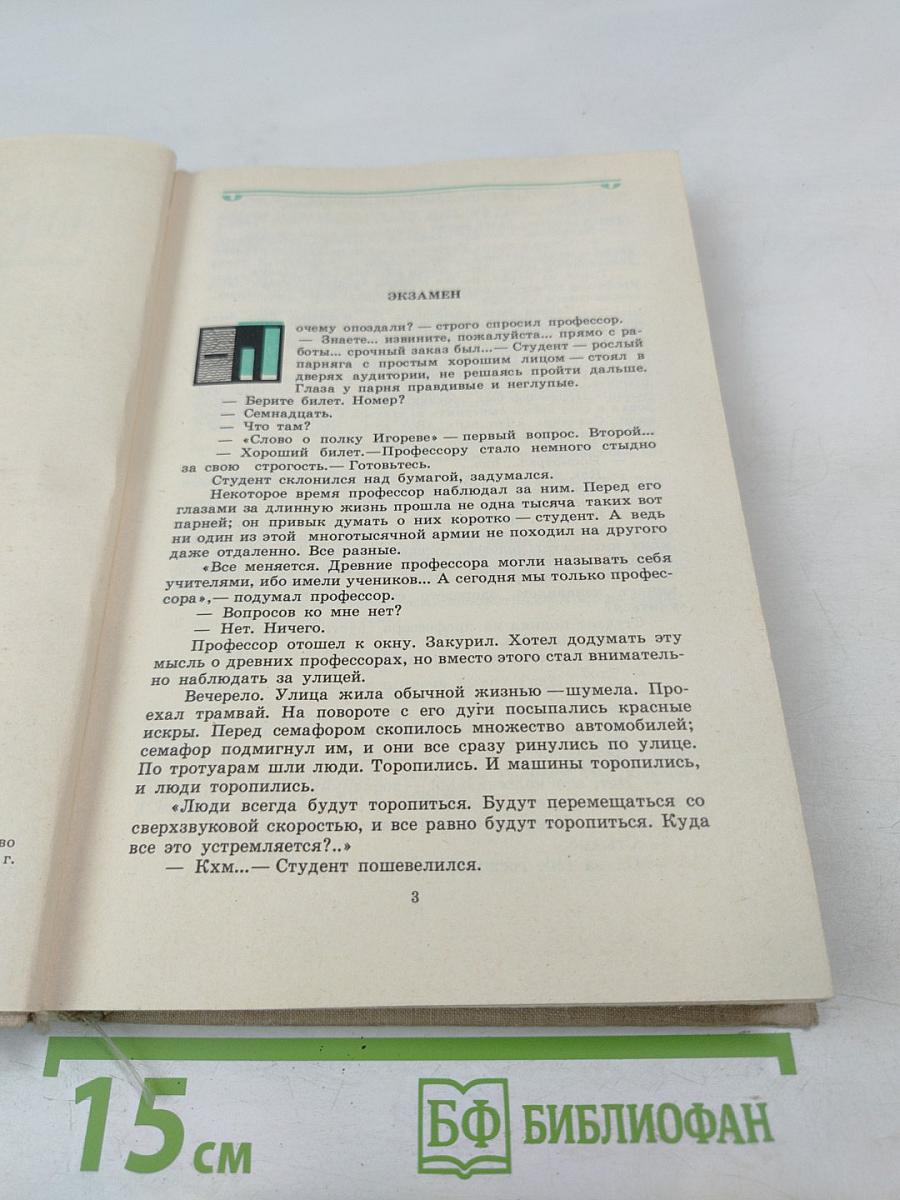 ЭКЗАМЕН
— Почему опоздали? — строго спросил профессор.
— Знаете... извините, пожалуйста... прямо с ра-
боты... срочный заказ был...— Студент — рослый
парняга с простым хорошим лицом — стоял в
дверях аудитории, не решаясь пройти дальше.
Глаза у парня правдивые и неглупые.
— Берите билет. Номер?
— Семнадцать.
— Что там?
— «Слово о полку Игореве» — первый вопрос. Второй...
— Хороший билет.— Профессору стало немного стыдно
за свою строгость.— Готовьтесь.
Студент склонился над бумагой, задумался.
Некоторое время профессор наблюдал за ним. Перед его
глазами за длинную жизнь прошла не одна тысяча таких вот
парней; он привык думать о них коротко — студент. А ведь
ни один из этой многотысячной армии не походил на другого
даже отдаленно. Все разные.
«Все меняется. Древние профессора могли называть себя
учителями, ибо имели учеников... А сегодня мы только профес-
сора»,— подумал профессор.
— Вопросов ко мне нет?
— Нет. Ничего.
Профессор отошел к окну. Закурил. Хотел додумать эту
мысль о древних профессорах, но вместо этого стал вниматель-
но наблюдать за улицей.
Вечерело. Улица жила обычной жизнью — шумела. Про-
ехал трамвай. На повороте с его дуги посыпались красные
искры. Перед семафором скопилось множество автомобилей;
семафор подмигнул им, и они все сразу ринулись по улице.
По тротуарам шли люди. Торопились. И машины торопились,
и люди торопились.
«Люди всегда будут торопиться. Будут перемещаться со
сверхзвуковой скоростью, и все равно будут торопиться. Куда
все это устремляется?..»
— Кхм...— Студент пошевелился.
3
во
г.
15 см
БФ БИБЛИОФАН